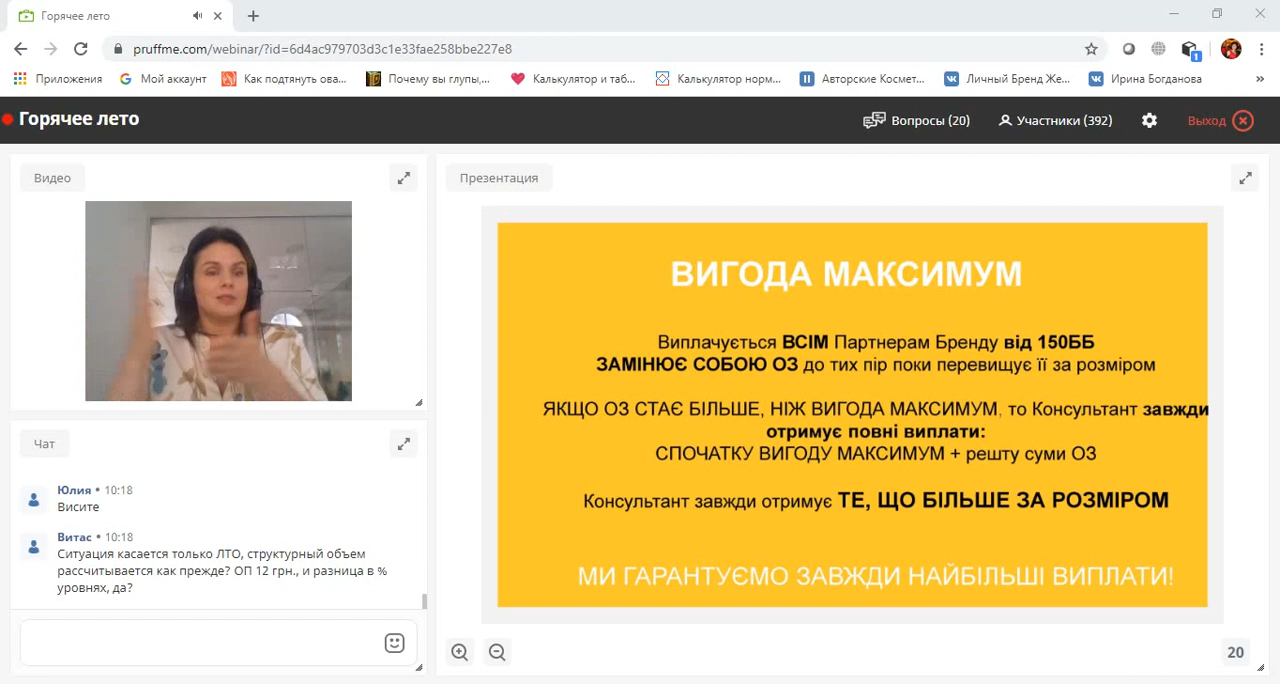 Горячее лето
pruffme.com/webinar/?id=6d4ac979703d3c1e33fae258bbe227e8
Приложения
Мой аккаунт
Как подтянуть ова...
Почему вы глупы,...
Калькулятор и таб...
Калькулятор норм...
Авторские Космет...
Личный Бренд Же...
Ирина Богданова
»
1
Горячее лето
Вопросы (20)
Участники (392)
Выход
Видео
Презентация
ВИГОДА МАКСИМУМ
Виплачується ВСІМ Партнерам Бренду від 150ББ
ЗАМІНЮЄ СОБОЮ ОЗ до тих пір поки перевищує її за розміром
ЯКЩО ОЗ СТАЄ БІЛЬШЕ, НІЖ ВИГОДА МАКСИМУМ, то Консультант завжди
отримує повні виплати:
СПОЧАТКУ ВИГОДУ МАКСИМУМ + решту суми ОЗ
Консультант завжди отримує ТЕ, ЩО БІЛЬШЕ ЗА РОЗМІРОМ
МИ ГАРАНТУЄМО ЗАВЖДИ НАЙБІЛЬШІ ВИПЛАТИ!
20
Чат
Юлия • 10:18
Висите
Витас • 10:18
Ситуация касается только ЛТО, структурный объем
рассчитывается как прежде? ОП 12 грн., и разница в %
уровнях, да?